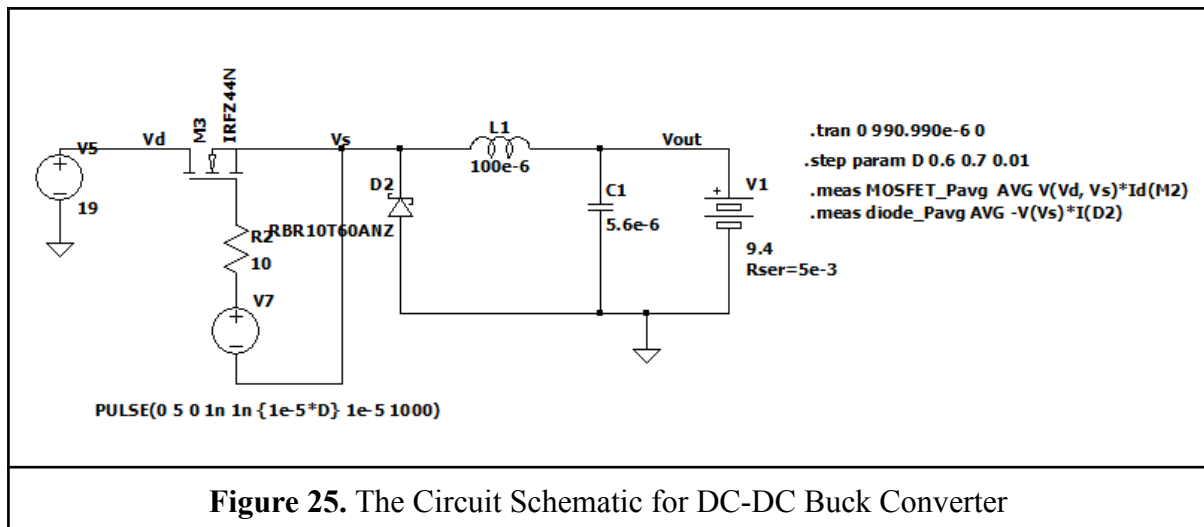 M3
IRFZ44N
V5
Vd
Vs
L1
Vout
100e-6
19
D2
RBR10T60ANZ
C1
5.6e-6
V1
9.4
Rser=5e-3
R2
10
V7
.tran 0 990.990e-6 0
.step param D 0.6 0.7 0.01
.meas MOSFET_Pavg AVG V(Vd, Vs)*Id(M2)
.meas diode_Pavg AVG -V(Vs)*I(D2)
PULSE(0 5 0 1n 1n {1e-5*D} 1e-5 1000)
Figure 25. The Circuit Schematic for DC-DC Buck Converter